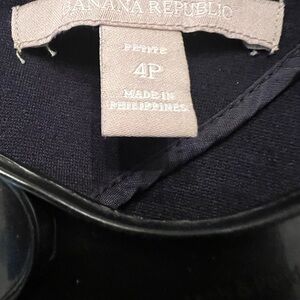 BANANA REPUBLIC
PETITE
4P
MADE IN
PHILIPPINES